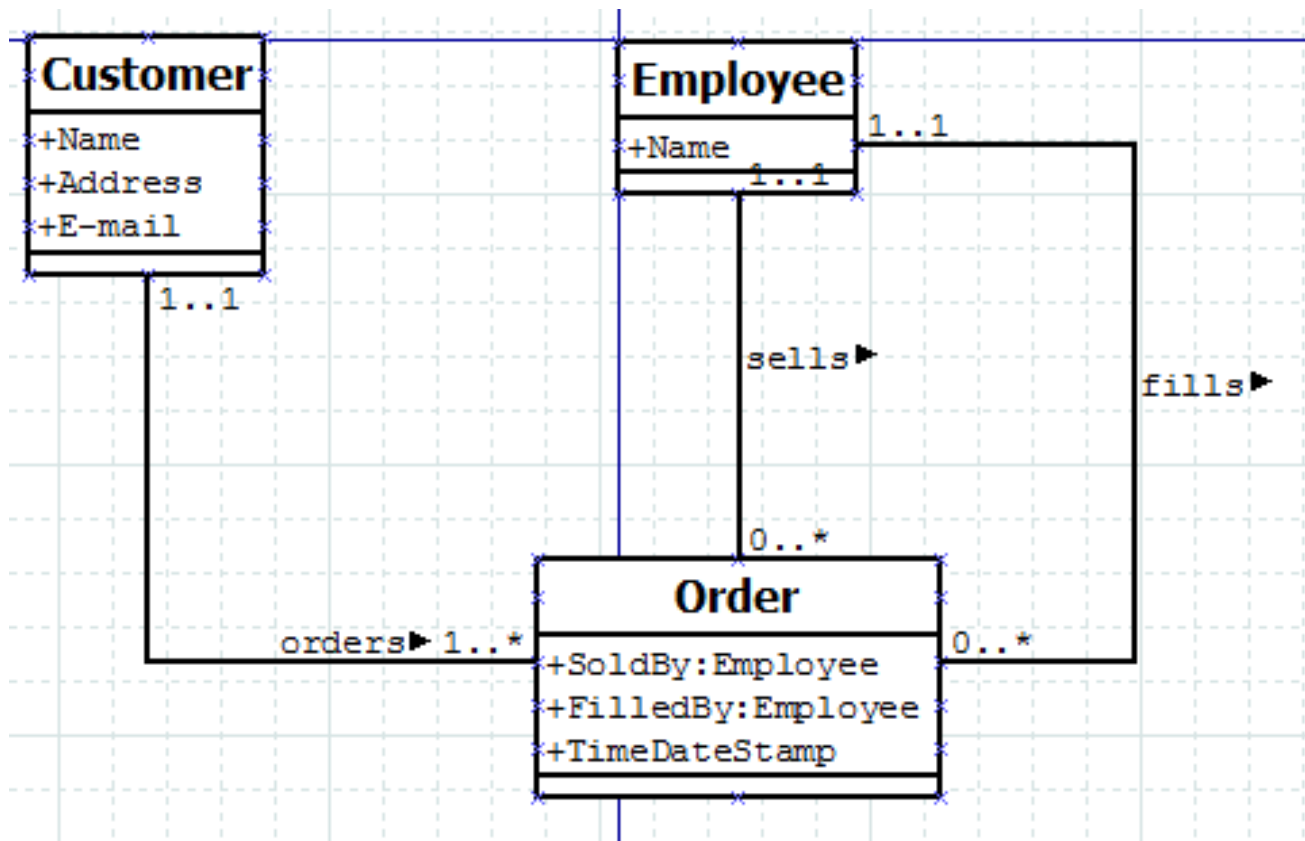 Customer
+Name
+Address
+E-mail
1..1
Employee
+Name
1..1
1..1
sells▶
fills▶
0..*
orders▶ 1..*
Order
+SoldBy:Employee
+FilledBy:Employee
+TimeDateStamp
0..*